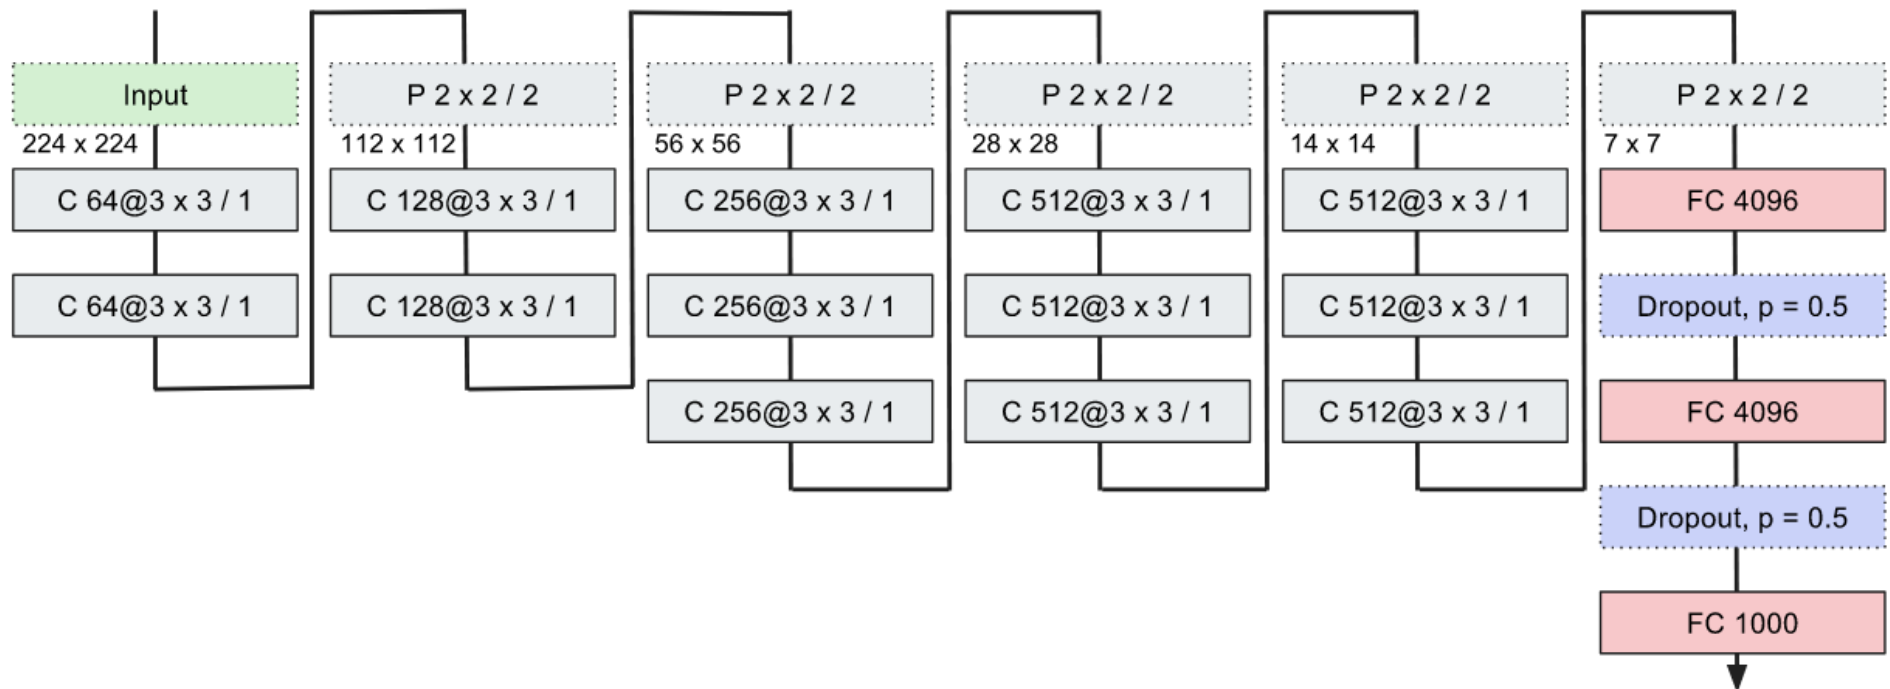 Input
224 x 224
C 64@3 x 3 / 1
C 64@3 x 3 / 1
P 2 x 2 / 2
112 x 112
C 128@3 x 3 / 1
C 128@3 x 3 / 1
P 2 x 2 / 2
56 x 56
C 256@3 x 3 / 1
C 256@3 x 3 / 1
C 256@3 x 3 / 1
P 2 x 2 / 2
28 x 28
C 512@3 x 3 / 1
C 512@3 x 3 / 1
C 512@3 x 3 / 1
P 2 x 2 / 2
14 x 14
C 512@3 x 3 / 1
C 512@3 x 3 / 1
C 512@3 x 3 / 1
P 2 x 2 / 2
7 x 7
FC 4096
Dropout, p = 0.5
FC 4096
Dropout, p = 0.5
FC 1000